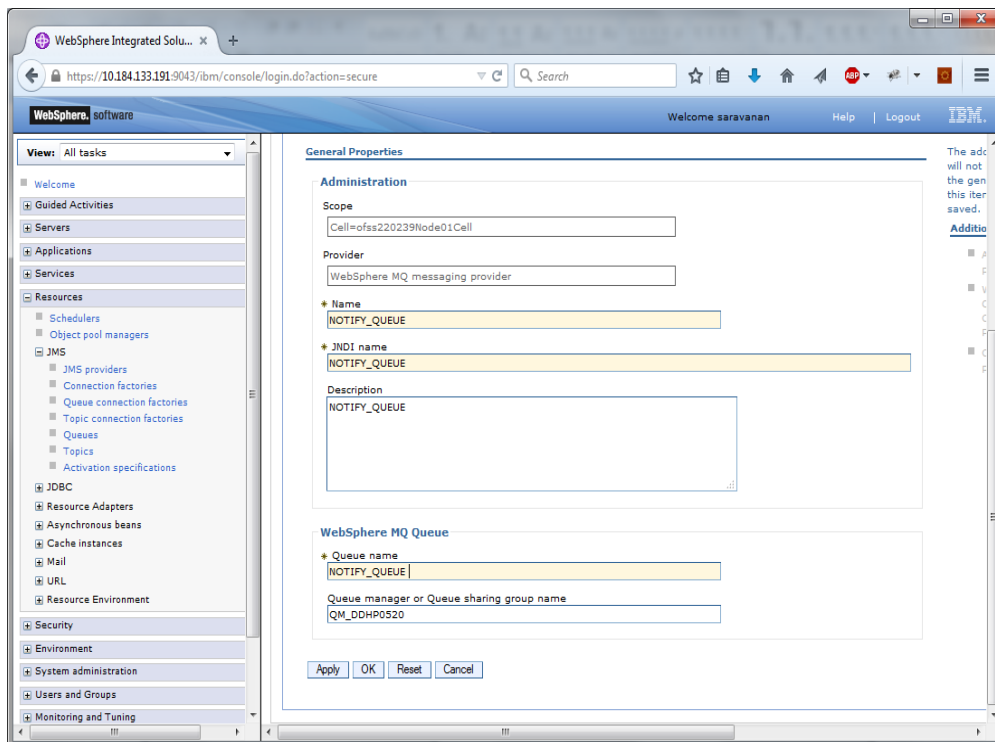 WebSphere Integrated Solu... × +
https://10.184.133.191:9043/ibm/console/login.do?action=secure
Search
ABP
WebSphere. software
Welcome saravanan
Help | Logout
IBM.
View: All tasks
Welcome
Guided Activities
Servers
Applications
Services
Resources
Schedulers
Object pool managers
JMS
JMS providers
Connection factories
Queue connection factories
Topic connection factories
Queues
Topics
Activation specifications
JDBC
Resource Adapters
Asynchronous beans
Cache instances
Mail
URL
Resource Environment
Security
Environment
System administration
Users and Groups
Monitoring and Tuning
General Properties
Administration
Scope
Cell=ofss220239Node01Cell
Provider
WebSphere MQ messaging provider
* Name
NOTIFY_QUEUE
* JNDI name
NOTIFY_QUEUE
Description
NOTIFY_QUEUE
WebSphere MQ Queue
* Queue name
NOTIFY_QUEUE
Queue manager or Queue sharing group name
QM_DDHP0520
Apply OK Reset Cancel
The add
will not
the gen
this iter
saved.
Additio